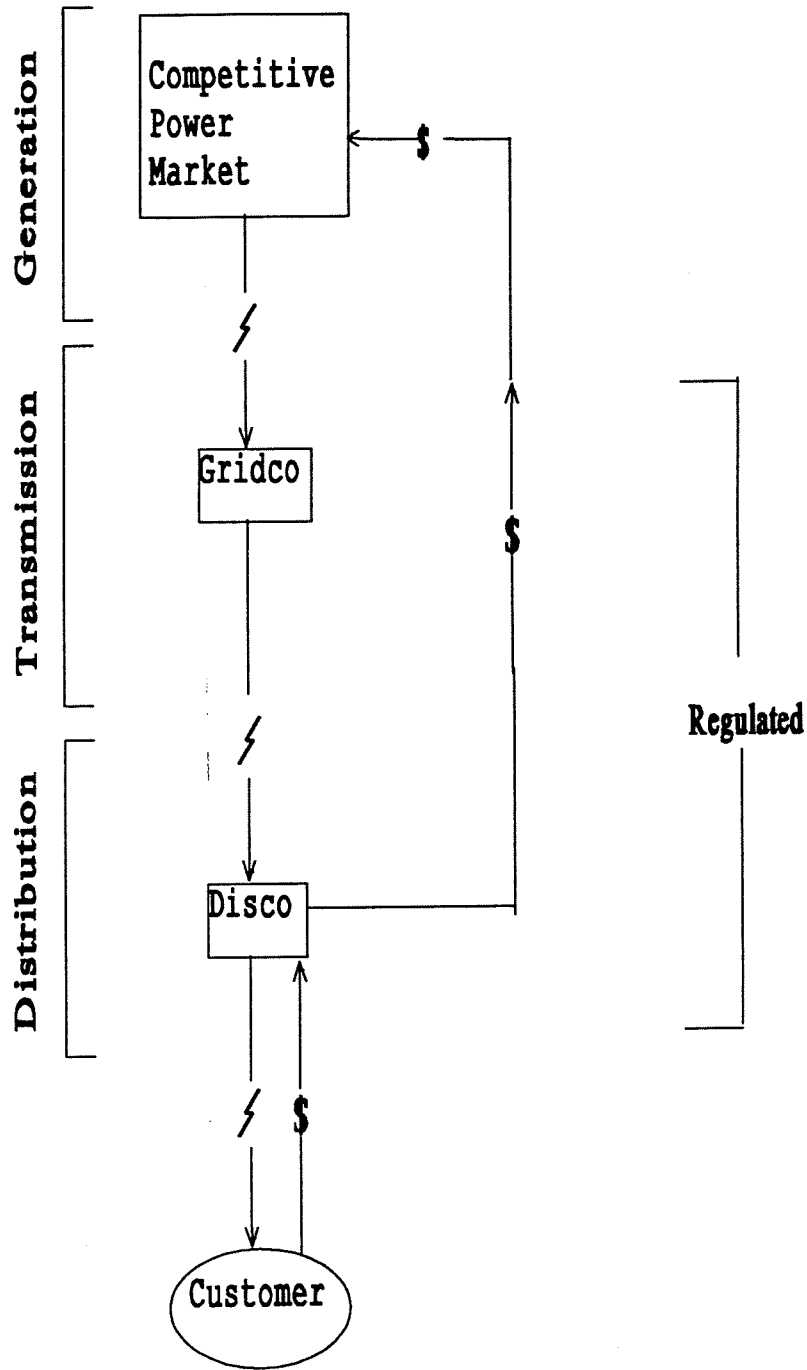 Generation
Competitive
Power
Market
$
Transmission
Gridco
$
Regulated
Distribution
Disco
$
Customer